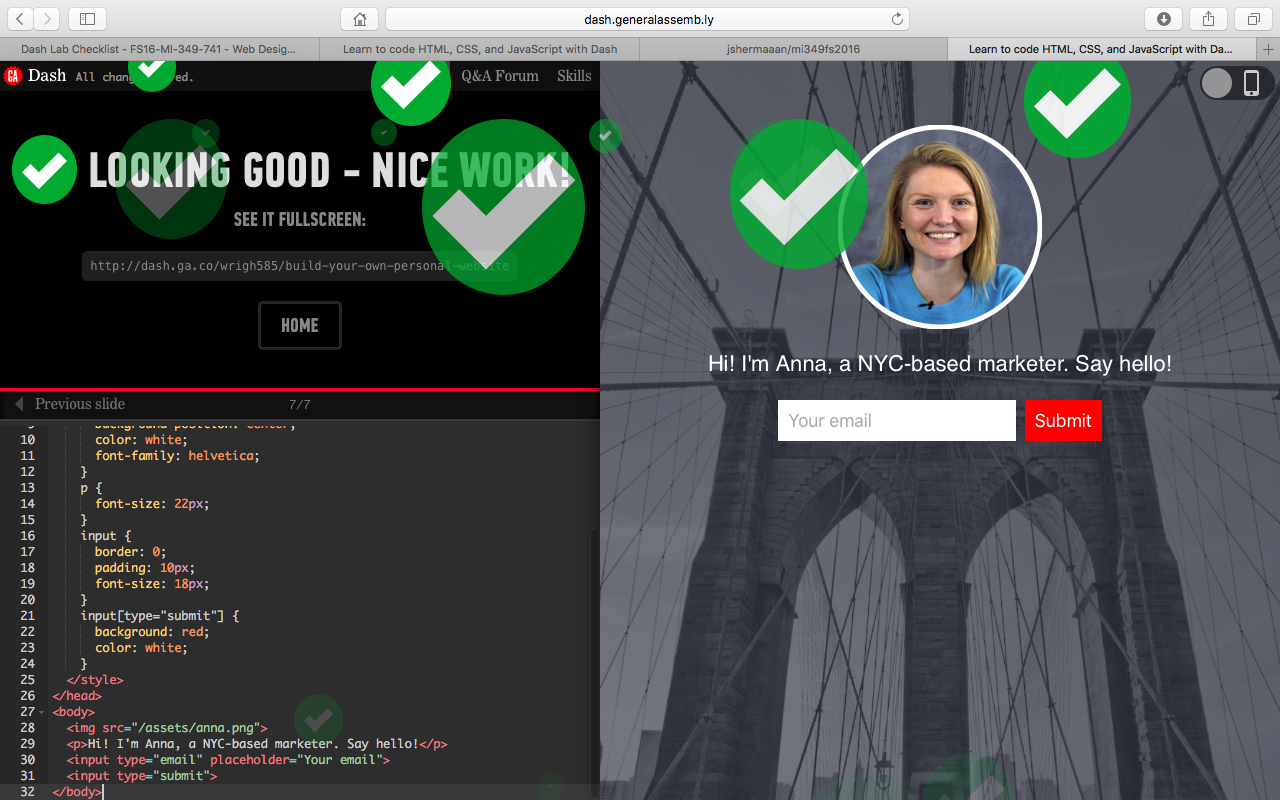 dash.generalassemb.ly
Dash Lab Checklist - FS16-MI-349-741 - Web Desig...
Learn to code HTML, CSS, and JavaScript with Dash
jshermaaan/mi349fs2016
Learn to code HTML, CSS, and JavaScript with Da...
GA Dash
Q&A Forum Skills
LOOKING GOOD - NICE WORK!
SEE IT FULLSCREEN:
http://dash.ga.co/wrigh585/build-your-own-personal-website
HOME
Previous slide 7/7
9 background-position: center;
10 color: white;
11 font-family: helvetica;
12 }
13 p {
14 font-size: 22px;
15 }
16 input {
17 border: 0;
18 padding: 10px;
19 font-size: 18px;
20 }
21 input[type="submit"] {
22 background: red;
23 color: white;
24 }
25 </style>
26 </head>
27 <body>
28 <img src="/assets/anna.png">
29 <p>Hi! I'm Anna, a NYC-based marketer. Say hello!</p>
30 <input type="email" placeholder="Your email">
31 <input type="submit">
32 </body>
Hi! I'm Anna, a NYC-based marketer. Say hello!
Your email
Submit